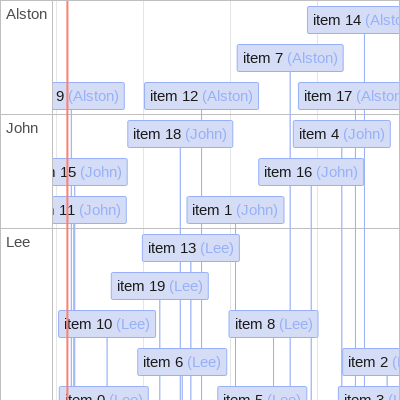 Alston
item 14 (Alsto
item 7 (Alston)
9 (Alston)
item 12 (Alston)
item 17 (Alston
John
item 18 (John)
item 4 (John)
15 (John)
item 16 (John)
11 (John)
item 1 (John)
Lee
item 13 (Lee)
item 19 (Lee)
item 10 (Lee)
item 8 (Lee)
item 6 (Lee)
item 2 (
item 0 (Lee)
item 5 (Lee)
item 3 (